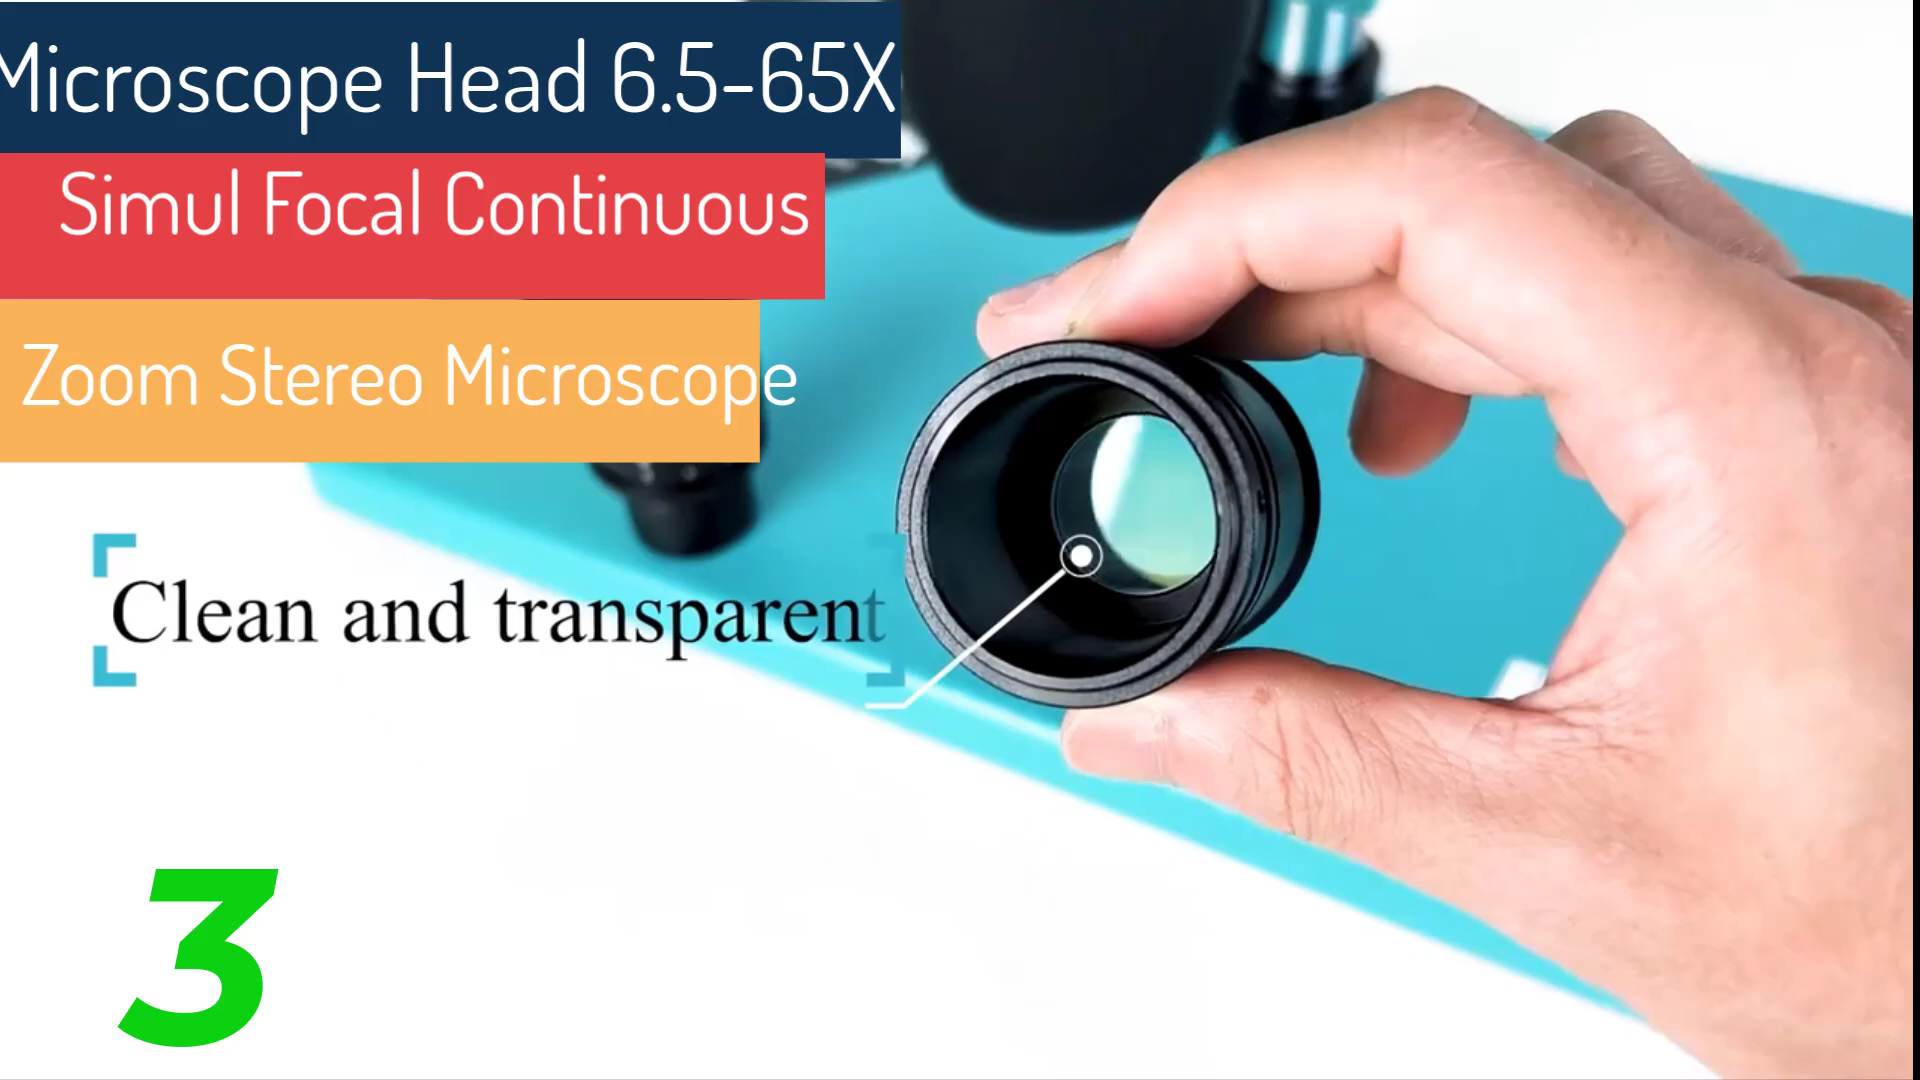 Microscope Head 6.5-65X
Simul Focal Continuous
Zoom Stereo Microscope
Clean and transparent
3